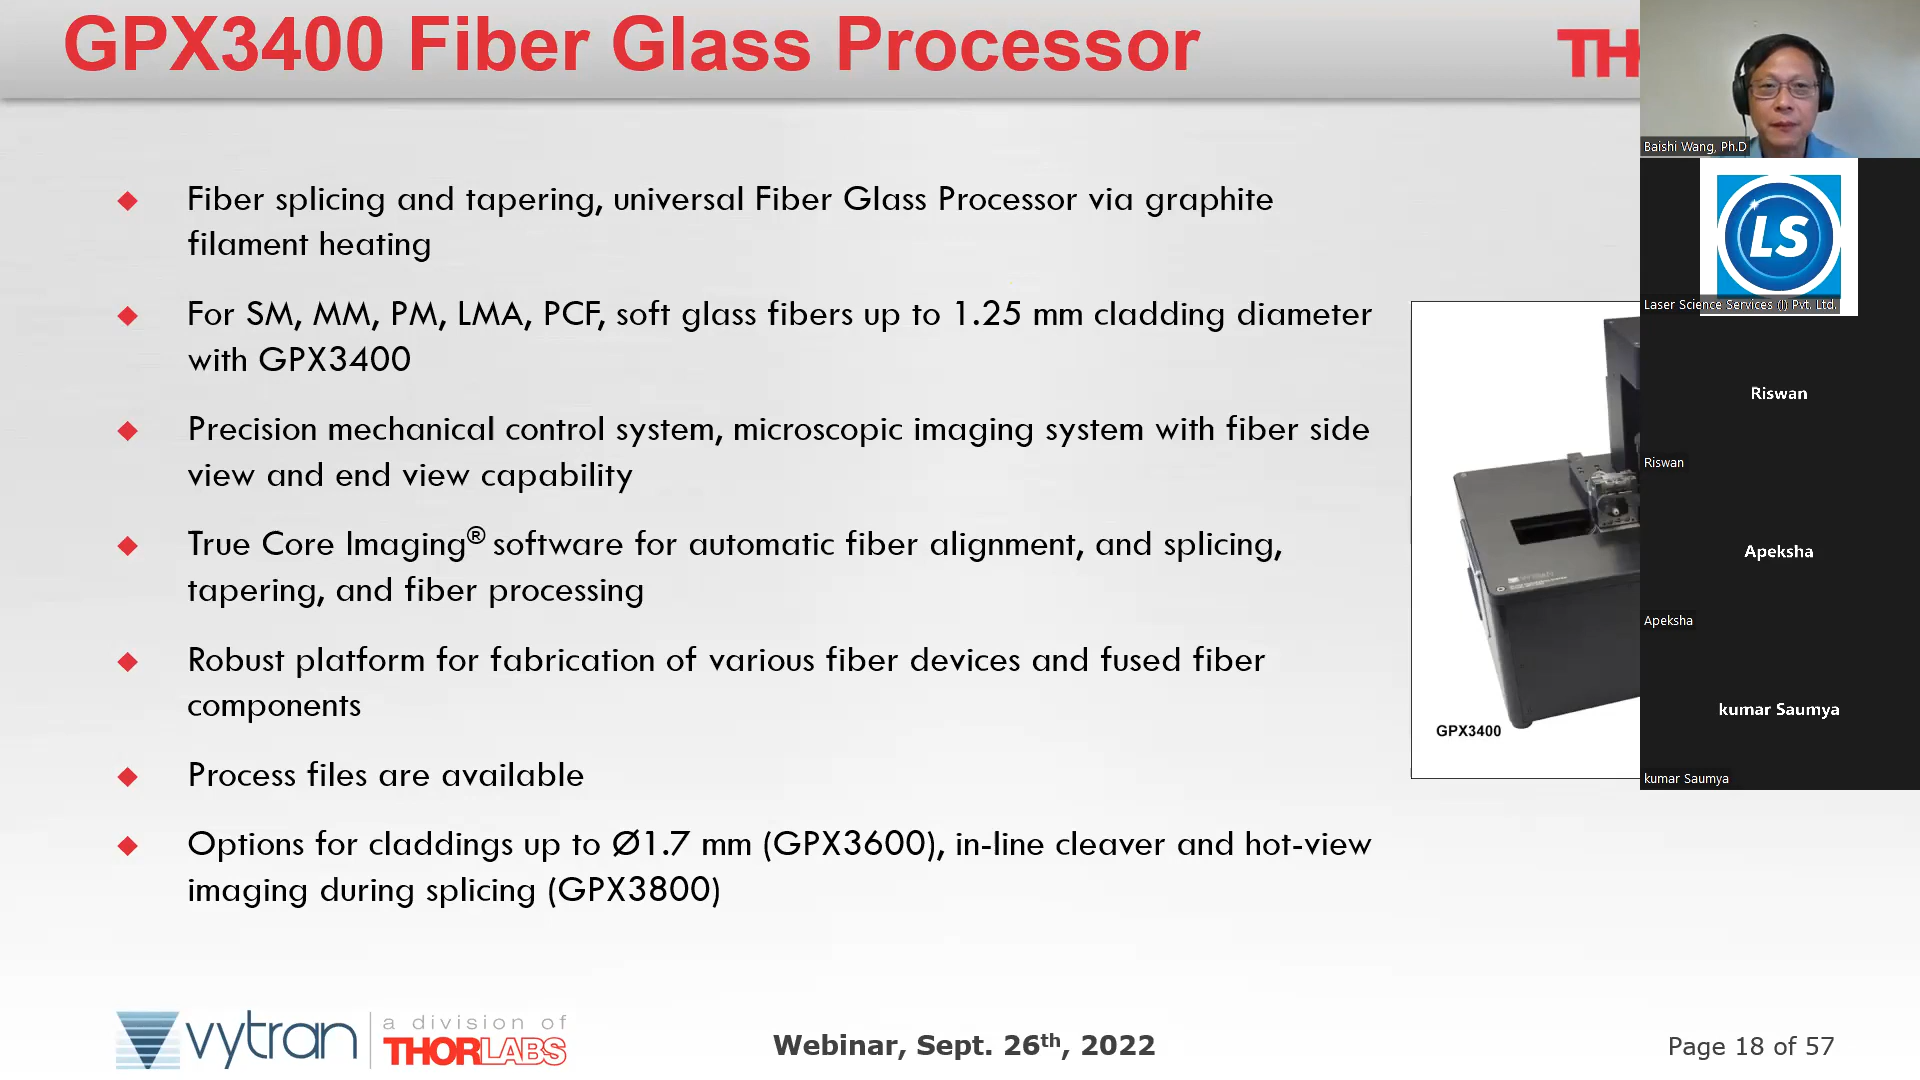 GPX3400 Fiber Glass Processor
TH
Fiber splicing and tapering, universal Fiber Glass Processor via graphite
filament heating
For SM, MM, PM, LMA, PCF, soft glass fibers up to 1.25 mm cladding diameter
with GPX3400
Precision mechanical control system, microscopic imaging system with fiber side
view and end view capability
True Core Imaging® software for automatic fiber alignment, and splicing,
tapering, and fiber processing
Robust platform for fabrication of various fiber devices and fused fiber
components
Process files are available
Options for claddings up to Ø1.7 mm (GPX3600), in-line cleaver and hot-view
imaging during splicing (GPX3800)
GPX3400
Baishi Wang, Ph.D
LS
Laser Science Services (I) Pvt. Ltd.
Riswan
Riswan
Apeksha
Apeksha
kumar Saumya
kumar Saumya
vytran
a division of
THORLABS
Webinar, Sept. 26th, 2022
Page 18 of 57